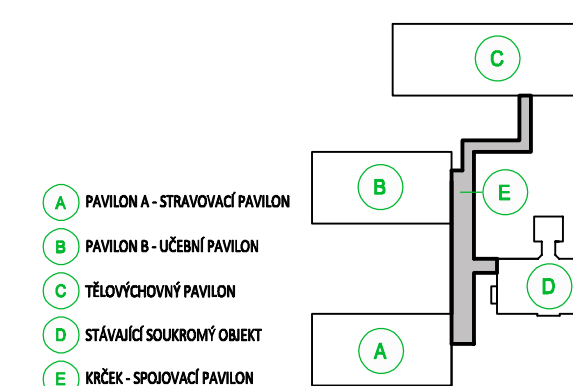 C
B
E
D
A
A PAVILON A - STRAVOVACÍ PAVILON
B PAVILON B - UČEBNÍ PAVILON
C TĚLOVÝCHOVNÝ PAVILON
D STÁVAJÍCÍ SOUKROMÝ OBJEKT
E KRČEK - SPOJOVACÍ PAVILON